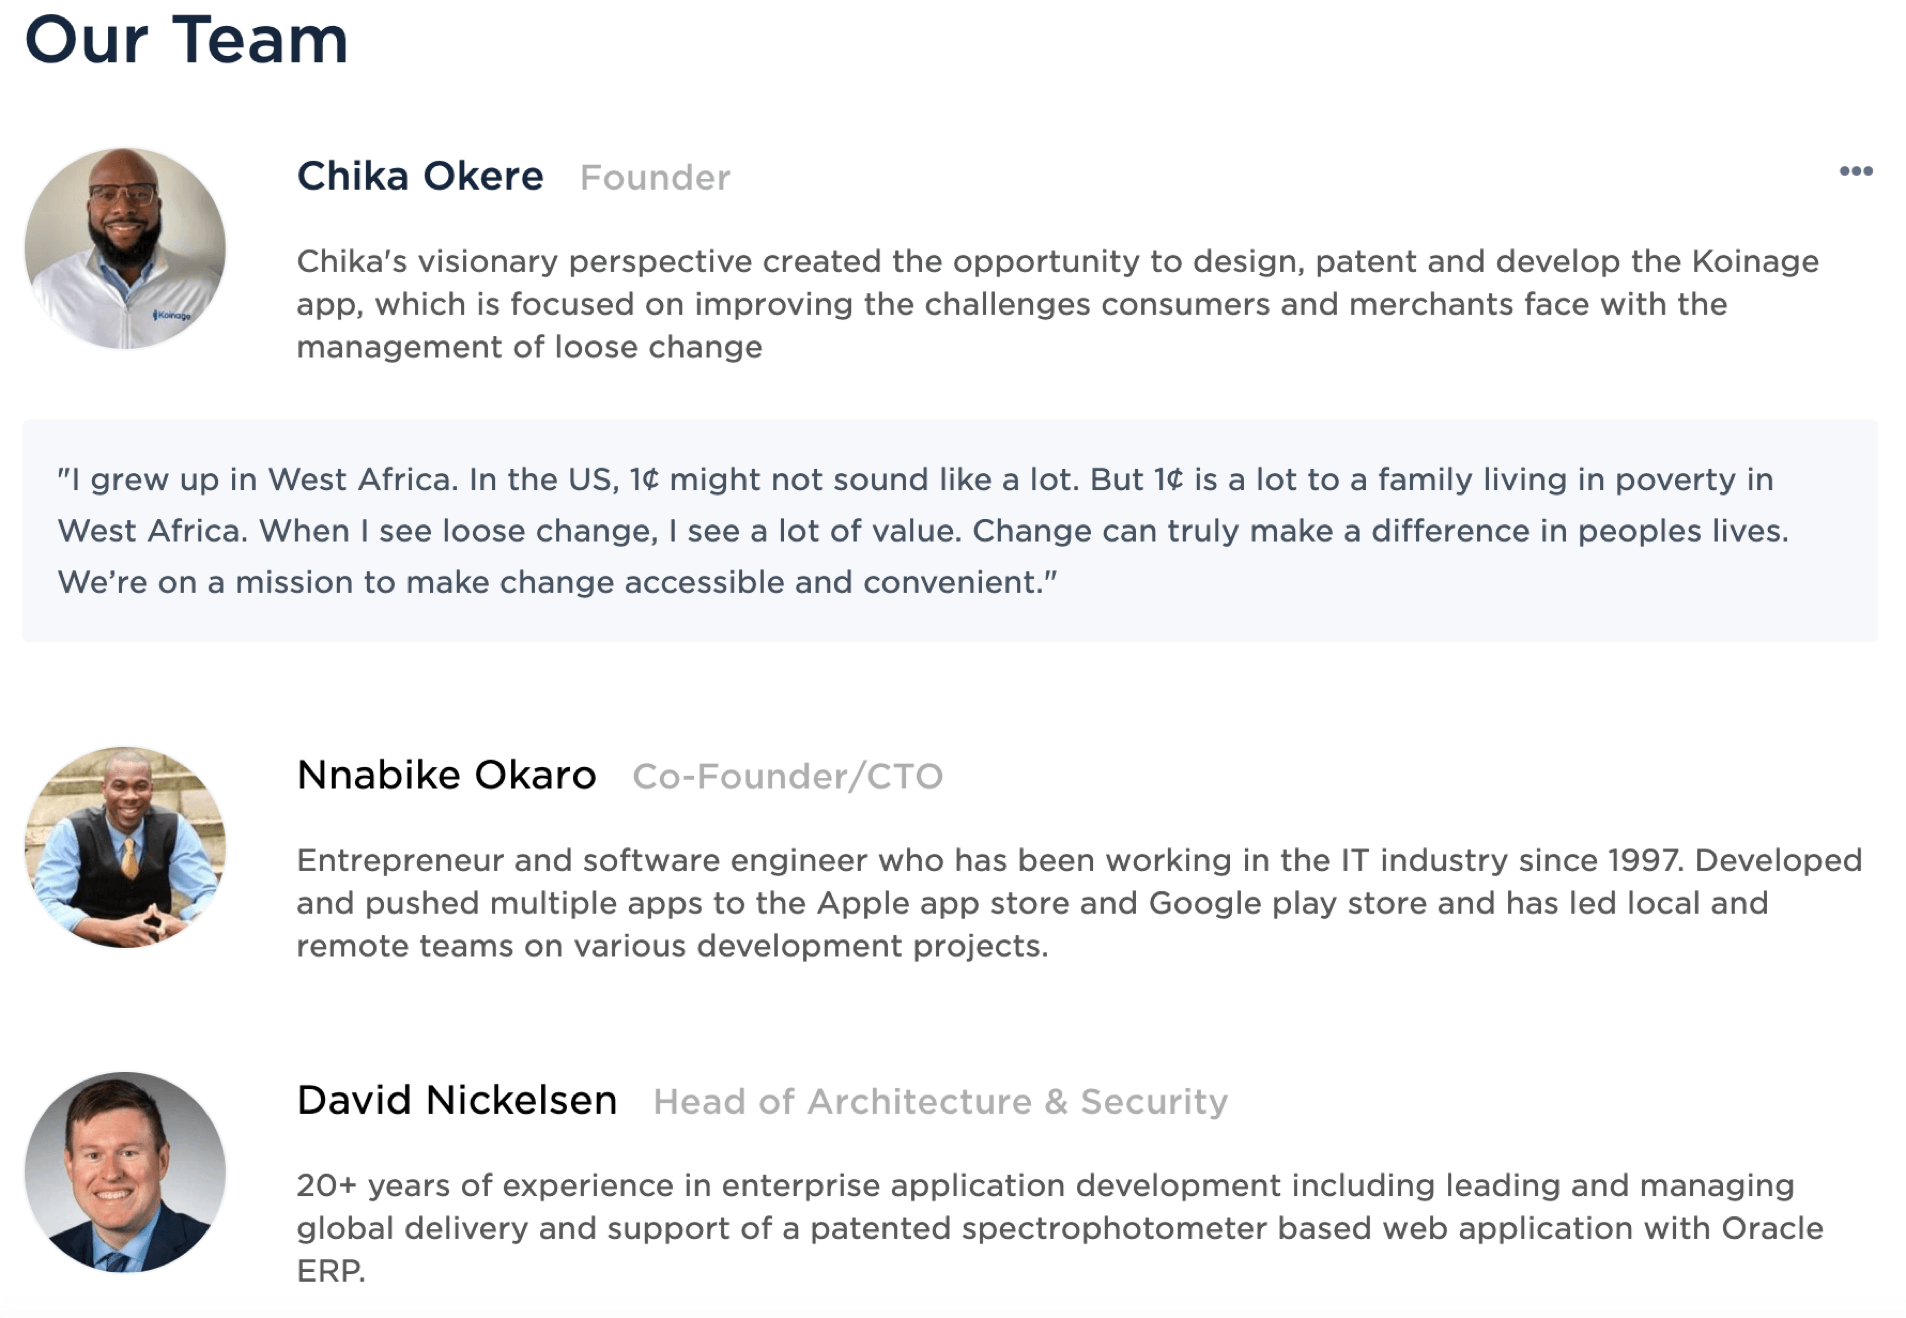 Our Team
Chika Okere Founder
•••
Chika's visionary perspective created the opportunity to design, patent and develop the Koinage
app, which is focused on improving the challenges consumers and merchants face with the
management of loose change
Koinage
"I grew up in West Africa. In the US, 1¢ might not sound like a lot. But 1¢ is a lot to a family living in poverty in
West Africa. When I see loose change, I see a lot of value. Change can truly make a difference in peoples lives.
We’re on a mission to make change accessible and convenient."
Nnabike Okaro Co-Founder/CTO
Entrepreneur and software engineer who has been working in the IT industry since 1997. Developed
and pushed multiple apps to the Apple app store and Google play store and has led local and
remote teams on various development projects.
David Nickelsen Head of Architecture & Security
20+ years of experience in enterprise application development including leading and managing
global delivery and support of a patented spectrophotometer based web application with Oracle
ERP.